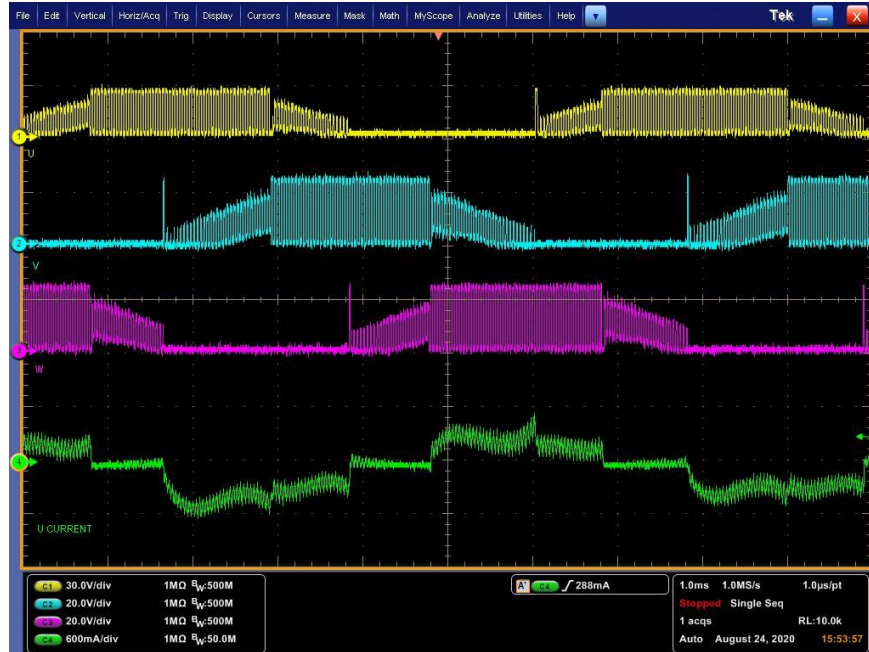 File Edit Vertical Horiz/Acq Trig Display Cursors Measure Mask Math MyScope Analyze Utilities Help Tek X
1
U
2
V
3
W
4
U CURRENT
C1 30.0V/div 1MΩ BW:500M
C2 20.0V/div 1MΩ BW:500M
C3 20.0V/div 1MΩ BW:500M
C4 600mA/div 1MΩ BW:50.0M
A' C4 288mA
1.0ms 1.0MS/s 1.0μs/pt
Stopped Single Seq
1 acqs RL:10.0k
Auto August 24, 2020 15:53:57